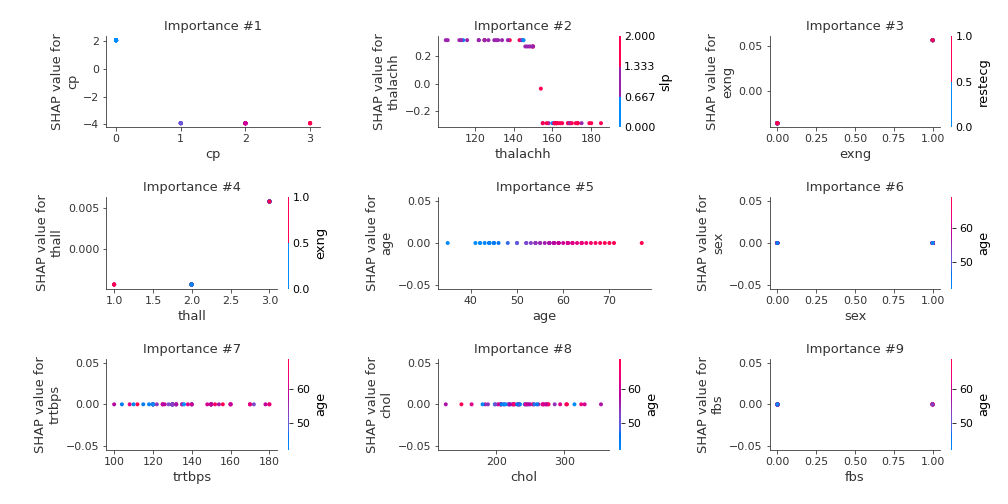 Importance #1
SHAP value for
cp
2
0
−2
−4
0
1
2
3
cp
Importance #2
SHAP value for
thalachh
0.2
0.0
−0.2
120
140
160
180
thalachh
2.000
1.333
0.667
0.000
slp
Importance #3
SHAP value for
exng
0.05
0.00
0.00
0.25
0.50
0.75
1.00
exng
1.0
0.5
0.0
restecg
Importance #4
SHAP value for
thall
0.005
0.000
1.0
1.5
2.0
2.5
3.0
thall
1.0
0.5
0.0
exng
Importance #5
SHAP value for
age
0.05
0.00
−0.05
40
50
60
70
age
Importance #6
SHAP value for
sex
0.05
0.00
−0.05
0.00
0.25
0.50
0.75
1.00
sex
60
50
age
Importance #7
SHAP value for
trtbps
0.05
0.00
−0.05
100
120
140
160
180
trtbps
60
50
age
Importance #8
SHAP value for
chol
0.05
0.00
−0.05
200
300
chol
60
50
age
Importance #9
SHAP value for
fbs
0.05
0.00
−0.05
0.00
0.25
0.50
0.75
1.00
fbs
60
50
age